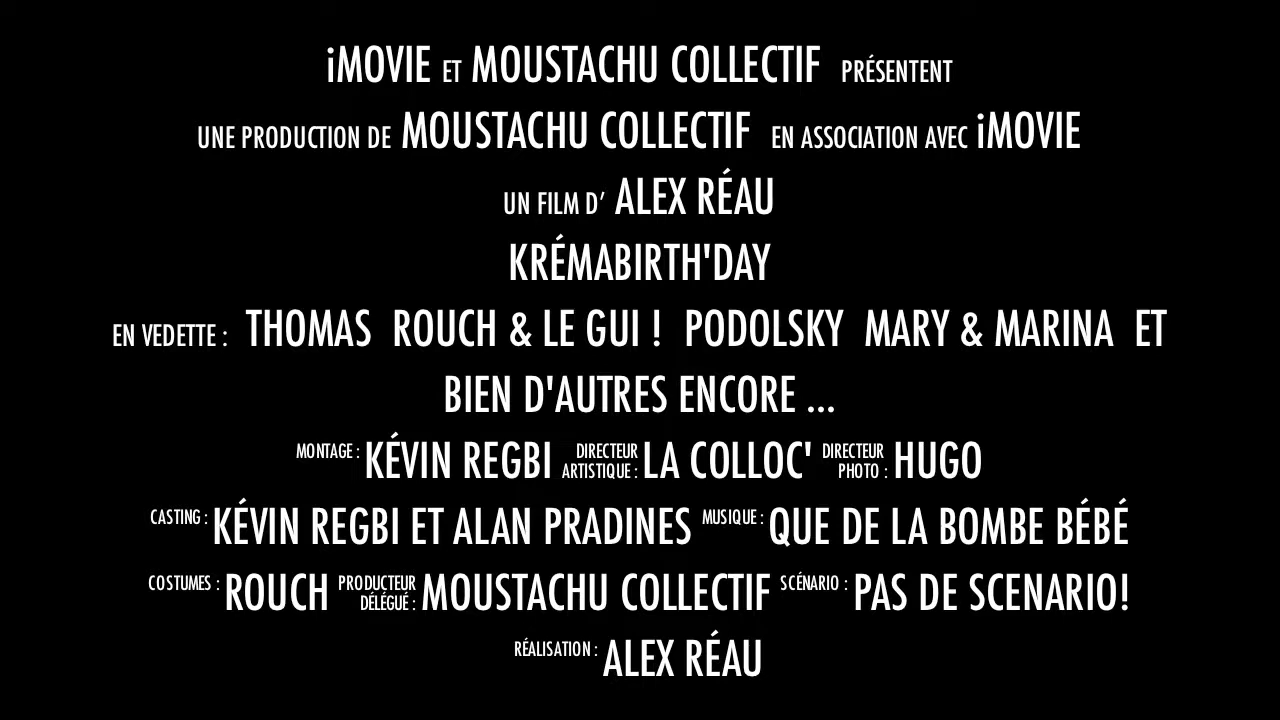 iMOVIE ET MOUSTACHU COLLECTIF PRÉSENTENT
UNE PRODUCTION DE MOUSTACHU COLLECTIF EN ASSOCIATION AVEC iMOVIE
UN FILM D’ ALEX RÉAU
KRÉMABIRTH'DAY
EN VEDETTE : THOMAS ROUCH & LE GUI ! PODOLSKY MARY & MARINA ET
BIEN D'AUTRES ENCORE ...
MONTAGE : KÉVIN REGBI DIRECTEUR ARTISTIQUE : LA COLLOC' DIRECTEUR PHOTO : HUGO
CASTING : KÉVIN REGBI ET ALAN PRADINES MUSIQUE : QUE DE LA BOMBE BÉBÉ
COSTUMES : ROUCH PRODUCTEUR DÉLÉGUÉ : MOUSTACHU COLLECTIF SCÉNARIO : PAS DE SCENARIO!
RÉALISATION : ALEX RÉAU